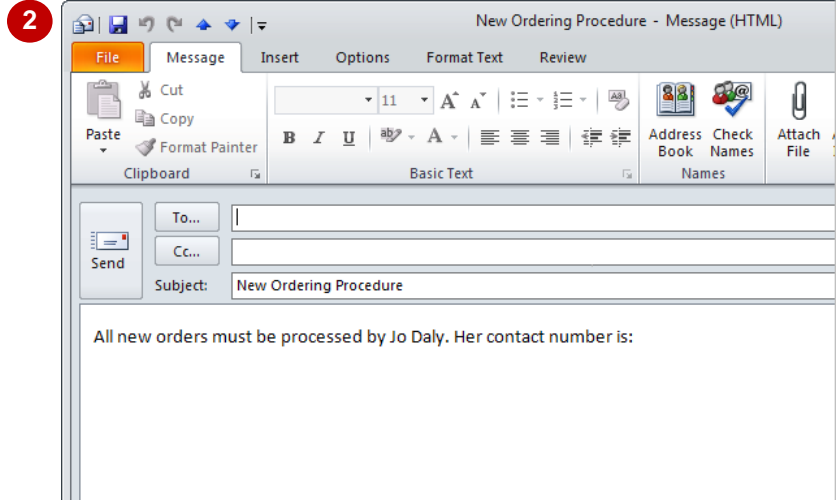 2
New Ordering Procedure - Message (HTML)
File Message Insert Options Format Text Review
Cut
Copy
Format Painter
Paste
11
A A
B I U ab A
Address Book
Check Names
Attach File
Clipboard Basic Text Names
To...
Cc...
Send
Subject: New Ordering Procedure
All new orders must be processed by Jo Daly. Her contact number is: